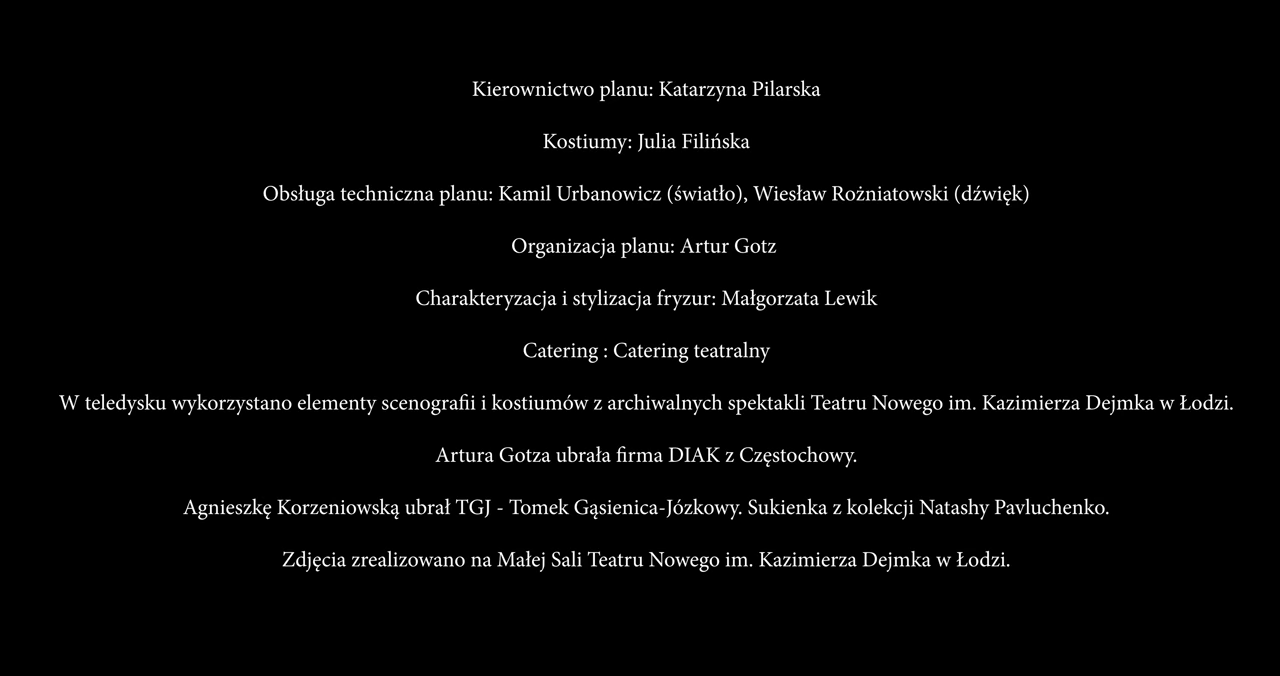 Kierownictwo planu: Katarzyna Pilarska
Kostiumy: Julia Filińska
Obsługa techniczna planu: Kamil Urbanowicz (światło), Wiesław Rożniatowski (dźwięk)
Organizacja planu: Artur Gotz
Charakteryzacja i stylizacja fryzur: Małgorzata Lewik
Catering : Catering teatralny
W teledysku wykorzystano elementy scenografii i kostiumów z archiwalnych spektakli Teatru Nowego im. Kazimierza Dejmka w Łodzi.
Artura Gotza ubrała firma DIAK z Częstochowy.
Agnieszkę Korzeniowską ubrał TGJ - Tomek Gąsienica-Józkowy. Sukienka z kolekcji Natashy Pavluchenko.
Zdjęcia zrealizowano na Małej Sali Teatru Nowego im. Kazimierza Dejmka w Łodzi.